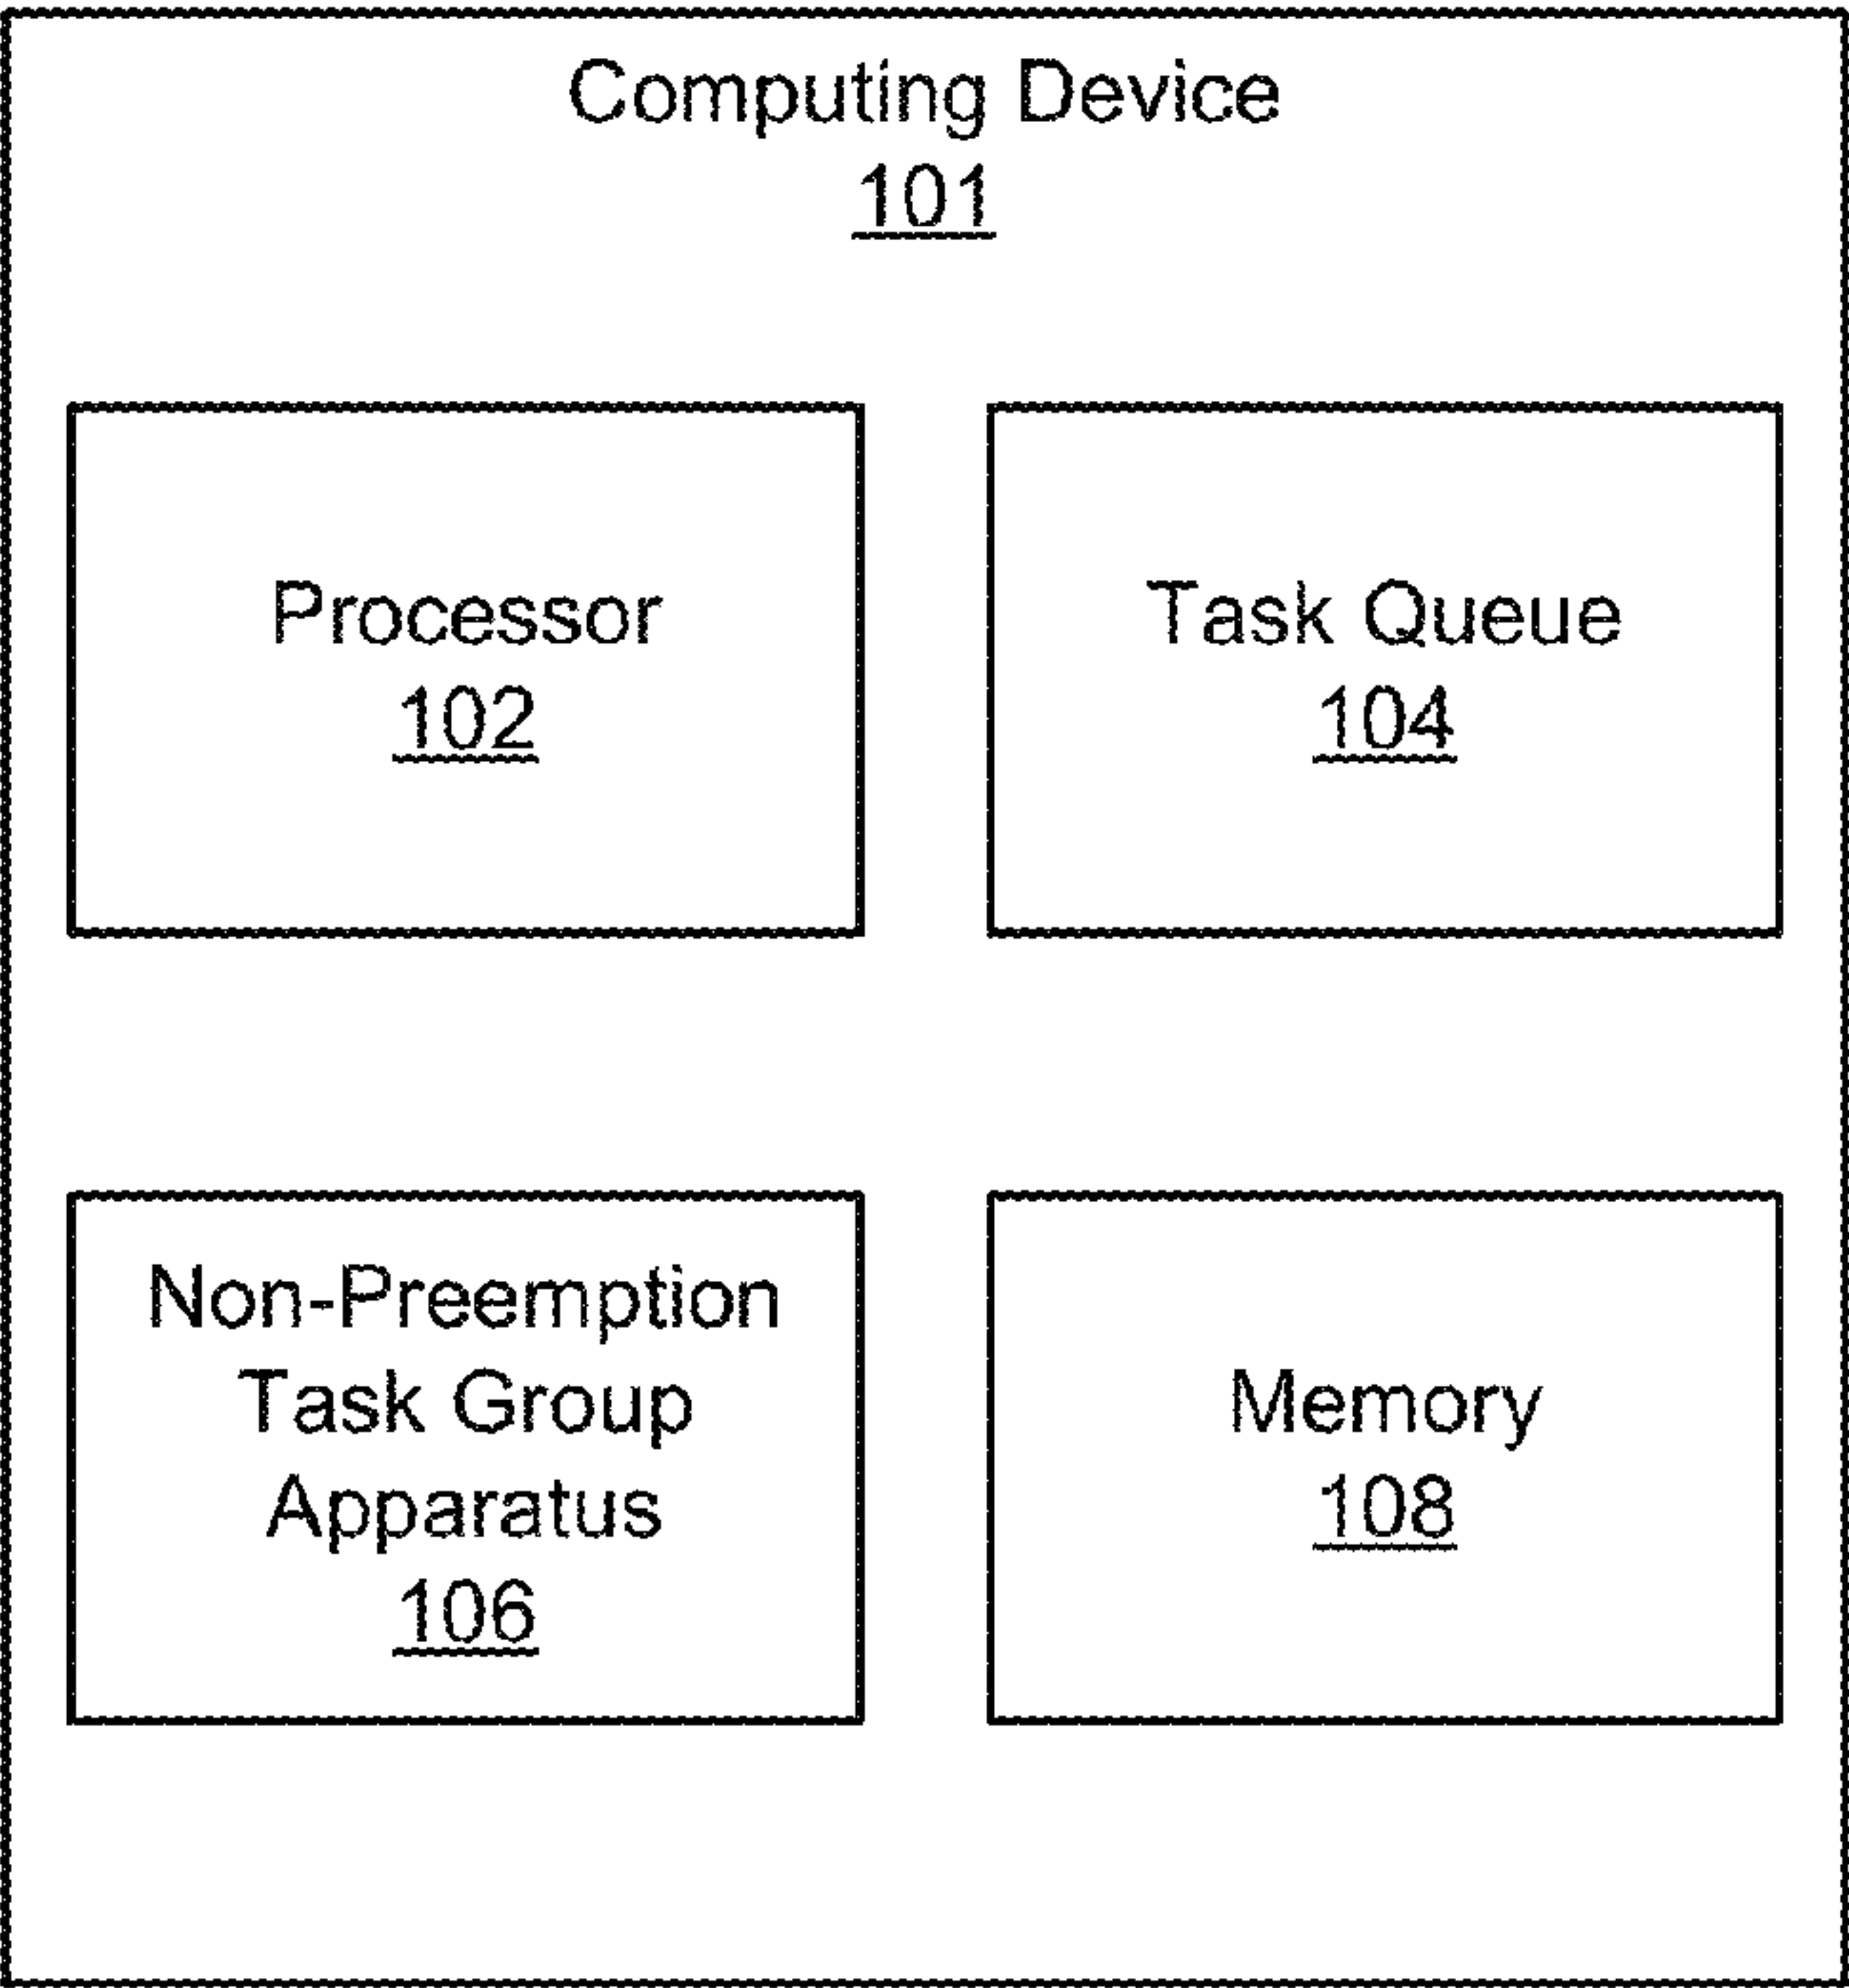 Computing Device
101
Processor
102
Task Queue
104
Non-Preemption
Task Group
Apparatus
106
Memory
108